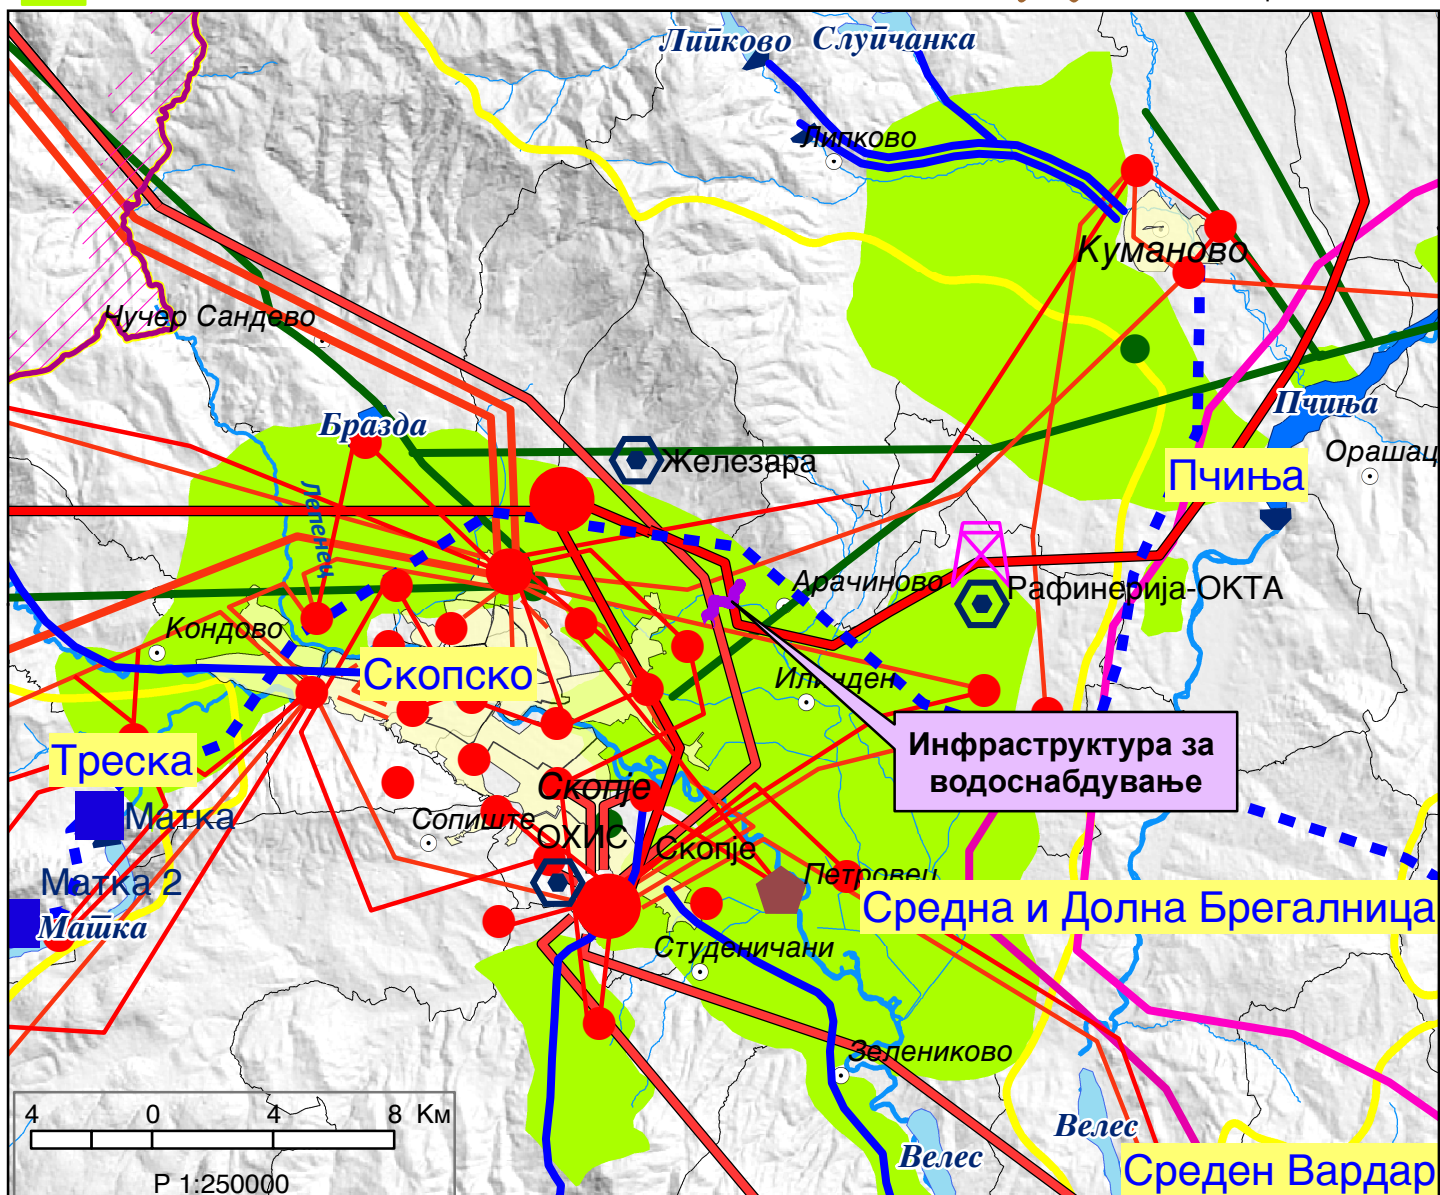 Липково Слупчанка
Липково
Куманово
Чучер Сандево
Бразда
Пчиња
Орашац
Железара
Пчиња
Лепенец
Арачиново
Рафинерија-ОКТА
Кондово
Скопско
Илинден
Инфраструктура за
водоснабдување
Треска
Скопје
Матка
Сопиште
ОХИС
Скопје
Петровец
Матка 2
Средна и Долна Брегалница
Матка
Студеничани
Зелениково
4 0 4 8 Км
Велес
Велес
Среден Вардар
Р 1:250000